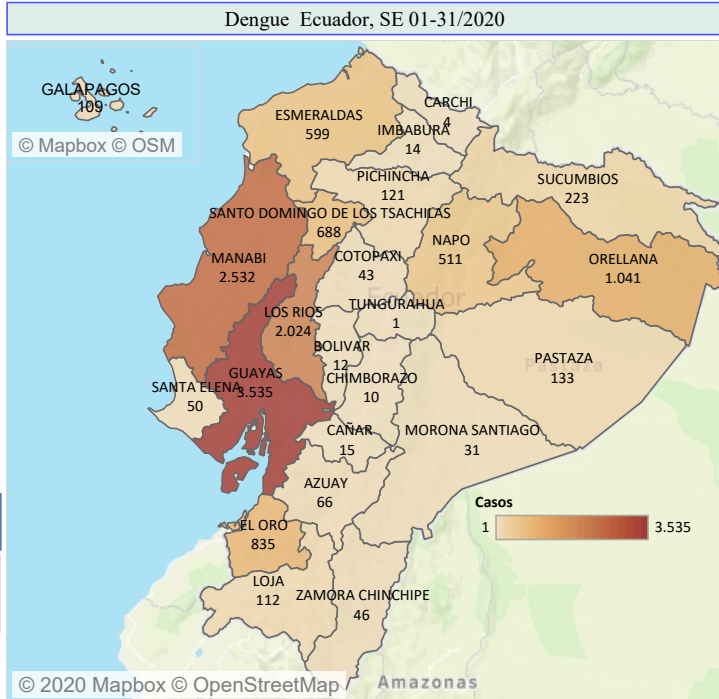 Dengue Ecuador, SE 01-31/2020
GALAPAGOS
109
© Mapbox © OSM
ESMERALDAS
599
CARCHI
4
IMBABURA
14
PICHINCHA
121
SUCUMBIOS
223
SANTO DOMINGO DE LOS TSACHILAS
688
NAPO
511
ORELLANA
1.041
MANABI
2.532
COTOPAXI
43
Ecuador
TUNGURAHUA
1
LOS RIOS
2.024
BOLIVAR
12
PASTAZA
133
Pastaza
GUAYAS
3.535
CHIMBORAZO
10
SANTA ELENA
50
CAÑAR
15
MORONA SANTIAGO
31
AZUAY
66
Casos
1
3.535
EL ORO
835
LOJA
112
ZAMORA CHINCHIPE
46
© 2020 Mapbox © OpenStreetMap
Amazonas